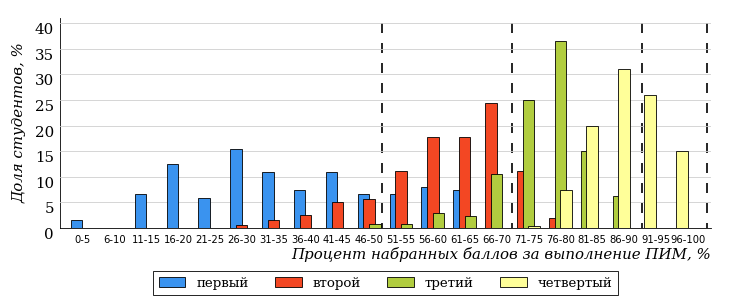 Доля студентов, %
40
35
30
25
20
15
10
5
0
0-5 6-10 11-15 16-20 21-25 26-30 31-35 36-40 41-45 46-50 51-55 56-60 61-65 66-70 71-75 76-80 81-85 86-90 91-95 96-100
Процент набранных баллов за выполнение ПИМ, %
первый второй третий четвертый